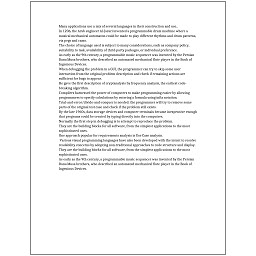 Many applications use a mix of several languages in their construction and use.
In 1206, the Arab engineer Al-Jazari invented a programmable drum machine where a
musical mechanical automaton could be made to play different rhythms and drum patterns,
via pegs and cams.
The choice of language used is subject to many considerations, such as company policy,
suitability to task, availability of third-party packages, or individual preference.
As early as the 9th century, a programmable music sequencer was invented by the Persian
Banu Musa brothers, who described an automated mechanical flute player in the Book of
Ingenious Devices.
When debugging the problem in a GUI, the programmer can try to skip some user
interaction from the original problem description and check if remaining actions are
sufficient for bugs to appear.
He gave the first description of cryptanalysis by frequency analysis, the earliest code-
breaking algorithm.
Compilers harnessed the power of computers to make programming easier by allowing
programmers to specify calculations by entering a formula using infix notation.
Trial-and-error/divide-and-conquer is needed: the programmer will try to remove some
parts of the original test case and check if the problem still exists.
By the late 1960s, data storage devices and computer terminals became inexpensive enough
that programs could be created by typing directly into the computers.
Normally the first step in debugging is to attempt to reproduce the problem.
They are the building blocks for all software, from the simplest applications to the most
sophisticated ones.
One approach popular for requirements analysis is Use Case analysis.
Various visual programming languages have also been developed with the intent to resolve
readability concerns by adopting non-traditional approaches to code structure and display.
They are the building blocks for all software, from the simplest applications to the most
sophisticated ones.
As early as the 9th century, a programmable music sequencer was invented by the Persian
Banu Musa brothers, who described an automated mechanical flute player in the Book of
Ingenious Devices.